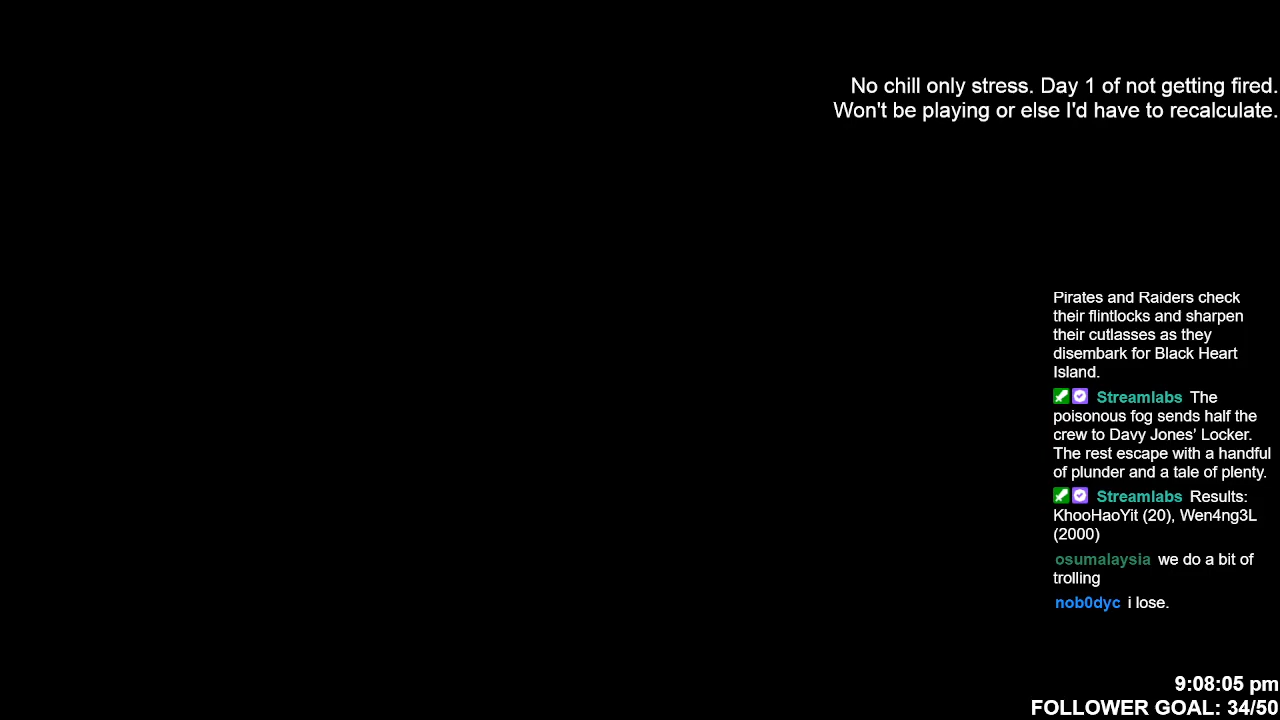 No chill only stress. Day 1 of not getting fired.
Won't be playing or else I'd have to recalculate.
Pirates and Raiders check
their flintlocks and sharpen
their cutlasses as they
disembark for Black Heart
Island.
Streamlabs The
poisonous fog sends half the
crew to Davy Jones’ Locker.
The rest escape with a handful
of plunder and a tale of plenty.
Streamlabs Results:
KhooHaoYit (20), Wen4ng3L
(2000)
osumalaysia we do a bit of
trolling
nob0dyc i lose.
9:08:05 pm
FOLLOWER GOAL: 34/50